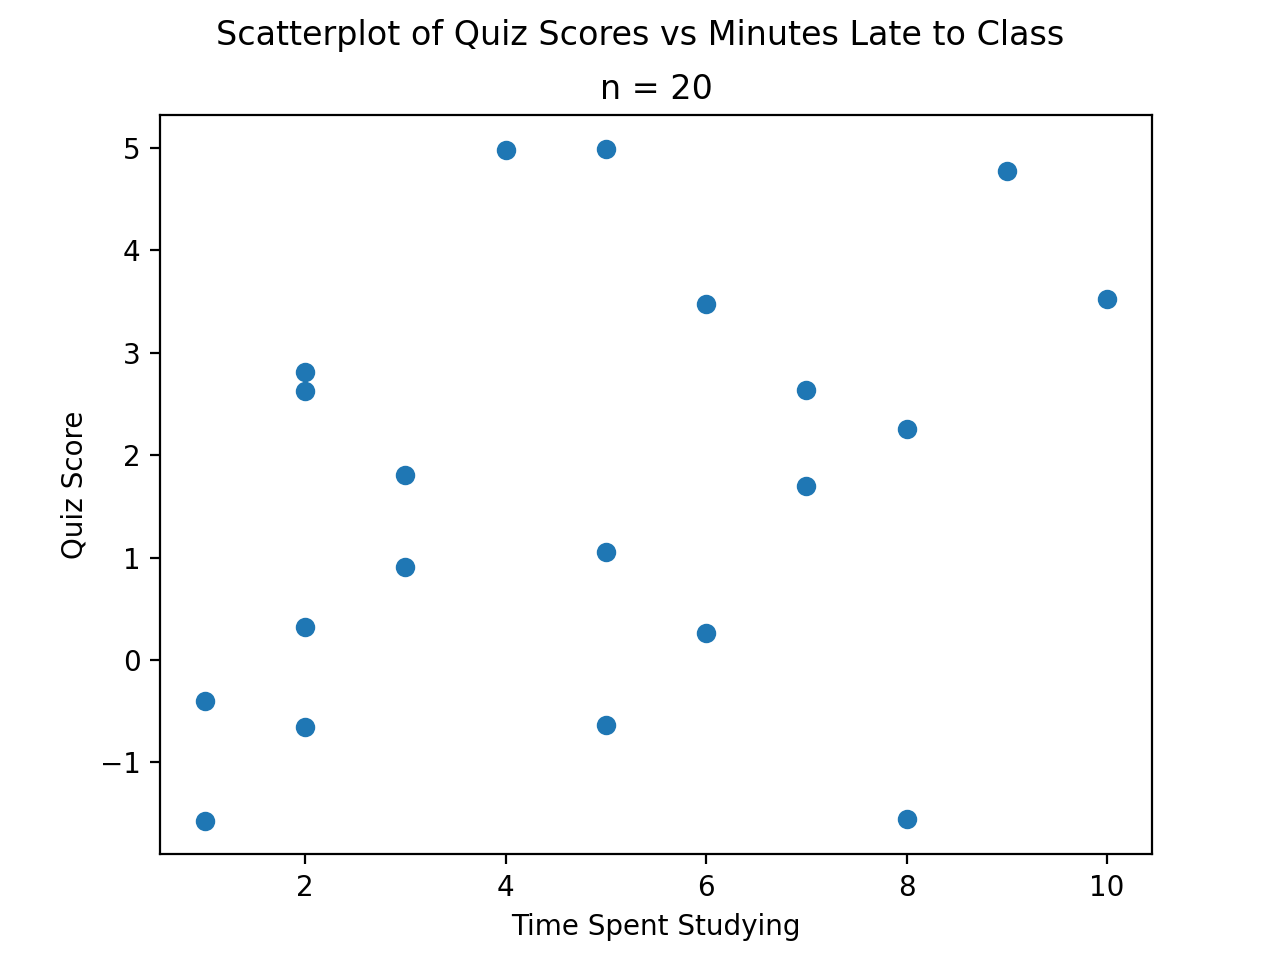 Scatterplot of Quiz Scores vs Minutes Late to Class
n = 20
5
4
3
2
1
0
−1
Quiz Score
2 4 6 8 10
Time Spent Studying